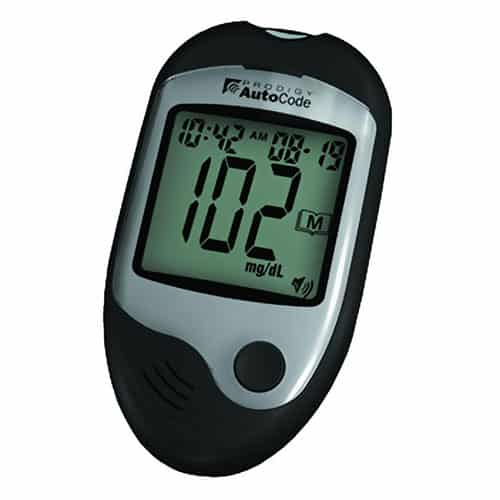 PRODIGY
AutoCode
10:42 AM 08-19
102
M
mg/dL